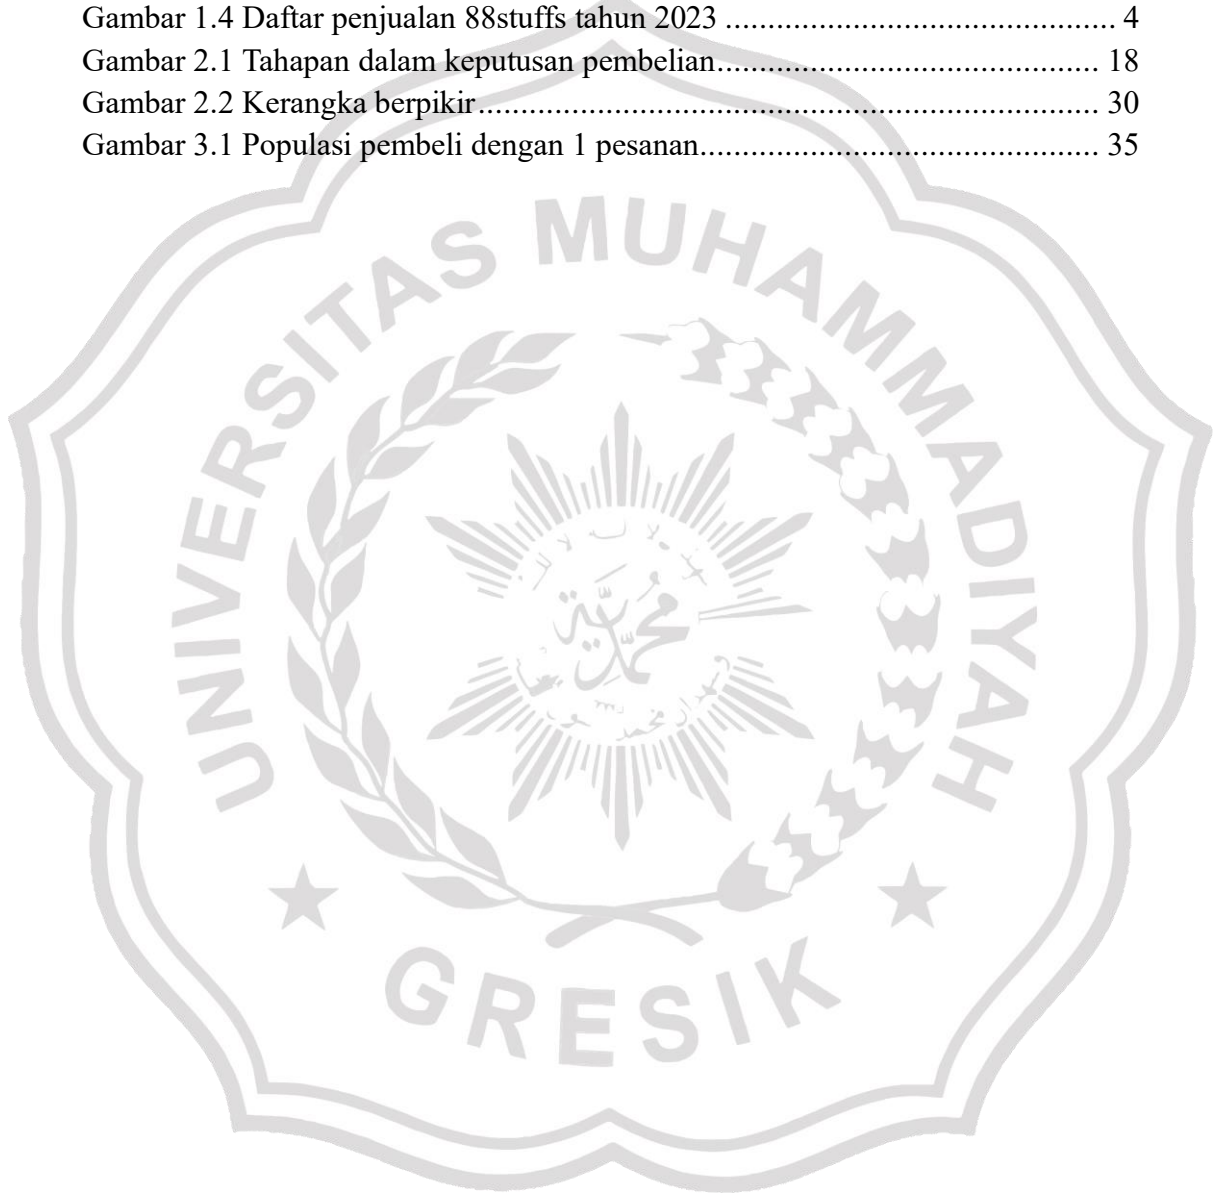 Gambar 1.4 Daftar penjualan 88stuffs tahun 2023 .............................................. 4
Gambar 2.1 Tahapan dalam keputusan pembelian............................................. 18
Gambar 2.2 Kerangka berpikir......................................................................... 30
Gambar 3.1 Populasi pembeli dengan 1 pesanan............................................... 35
UNIVERSITAS MUHAMMADIYAH
محمدية
GRESIK